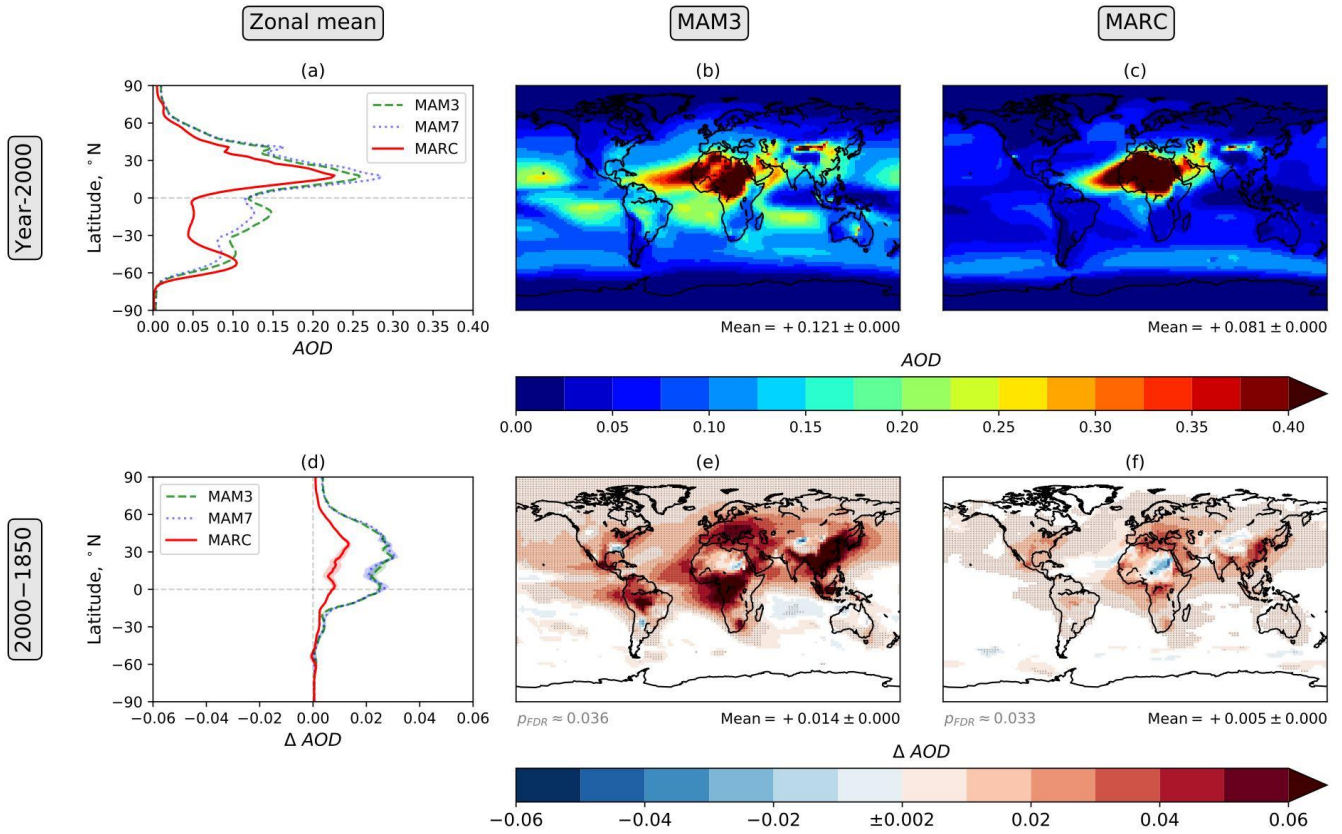 Zonal mean
MAM3
MARC
Year-2000
(a)
90
60
30
0
−30
−60
−90
Latitude, °N
MAM3
MAM7
MARC
0.00 0.05 0.10 0.15 0.20 0.25 0.30 0.35 0.40
AOD
(b)
Mean = +0.121 ± 0.000
(c)
Mean = +0.081 ± 0.000
AOD
0.00 0.05 0.10 0.15 0.20 0.25 0.30 0.35 0.40
2000−1850
(d)
90
60
30
0
−30
−60
−90
Latitude, °N
MAM3
MAM7
MARC
−0.06 −0.04 −0.02 0.00 0.02 0.04 0.06
Δ AOD
(e)
pFDR ≈ 0.036 Mean = +0.014 ± 0.000
(f)
pFDR ≈ 0.033 Mean = +0.005 ± 0.000
Δ AOD
−0.06 −0.04 −0.02 ±0.002 0.02 0.04 0.06